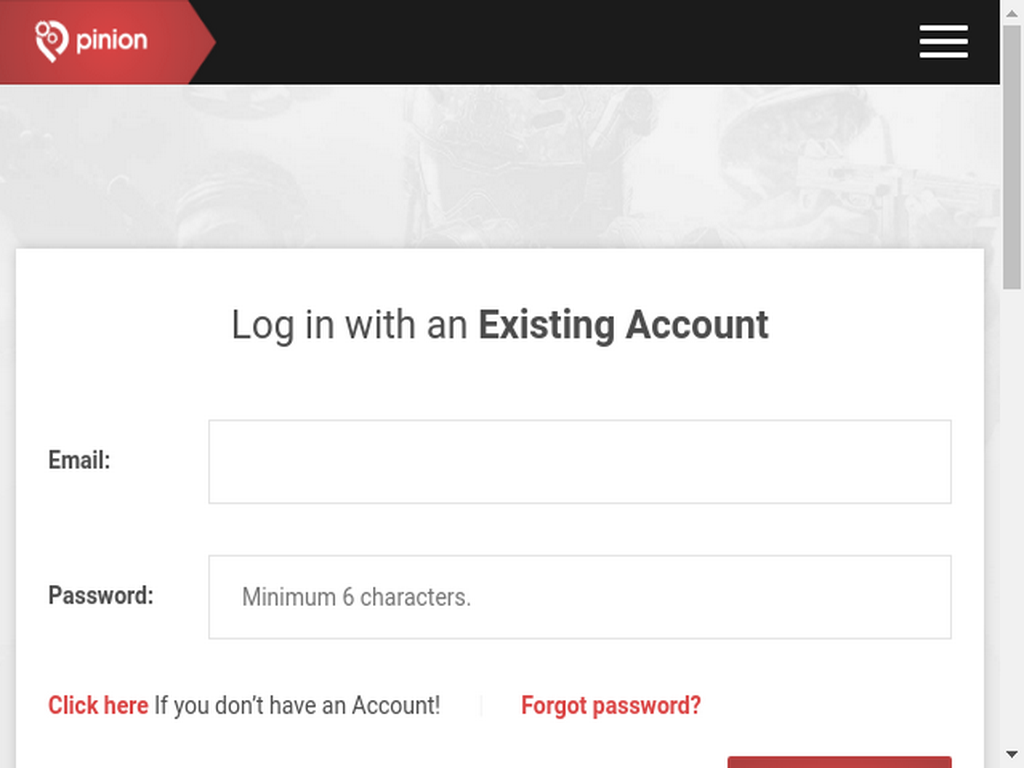 pinion
Log in with an Existing Account
Email:
Password:
Minimum 6 characters.
Click here If you don’t have an Account!
Forgot password?